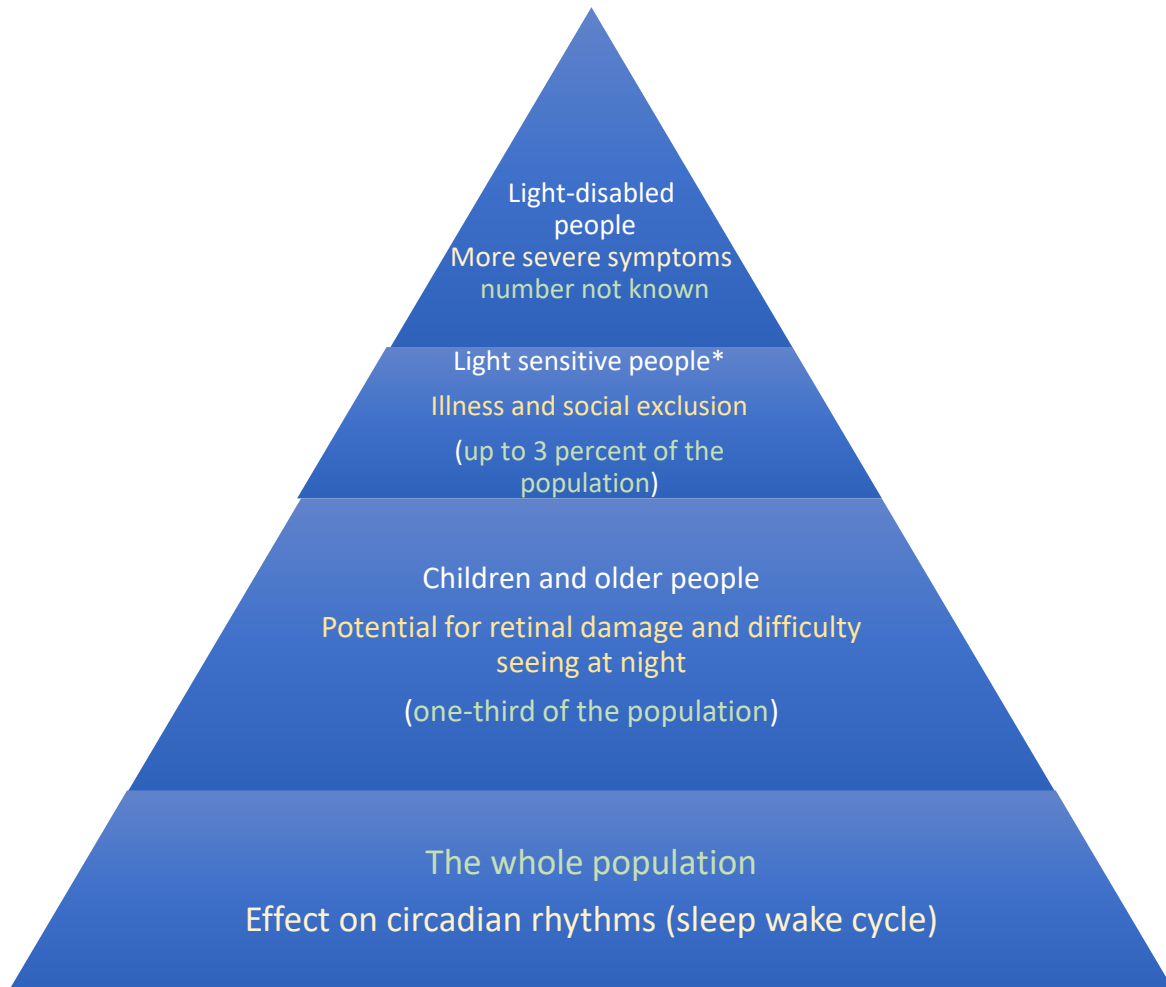 Light-disabled
people
More severe symptoms
number not known
Light sensitive people*
Illness and social exclusion
(up to 3 percent of the
population)
Children and older people
Potential for retinal damage and difficulty
seeing at night
(one-third of the population)
The whole population
Effect on circadian rhythms (sleep wake cycle)